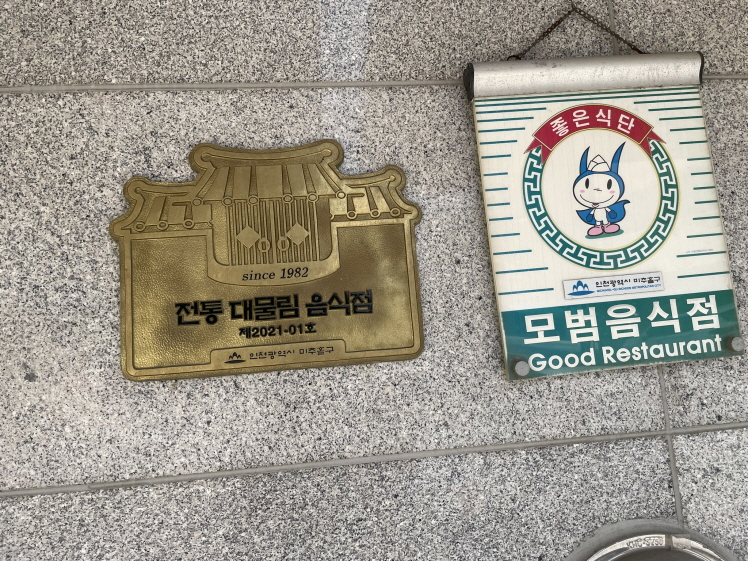 since 1982
전통 대물림 음식점
제2021-01호
인천광역시 미추홀구
좋은식단
인천광역시 미추홀구
모범음식점
Good Restaurant